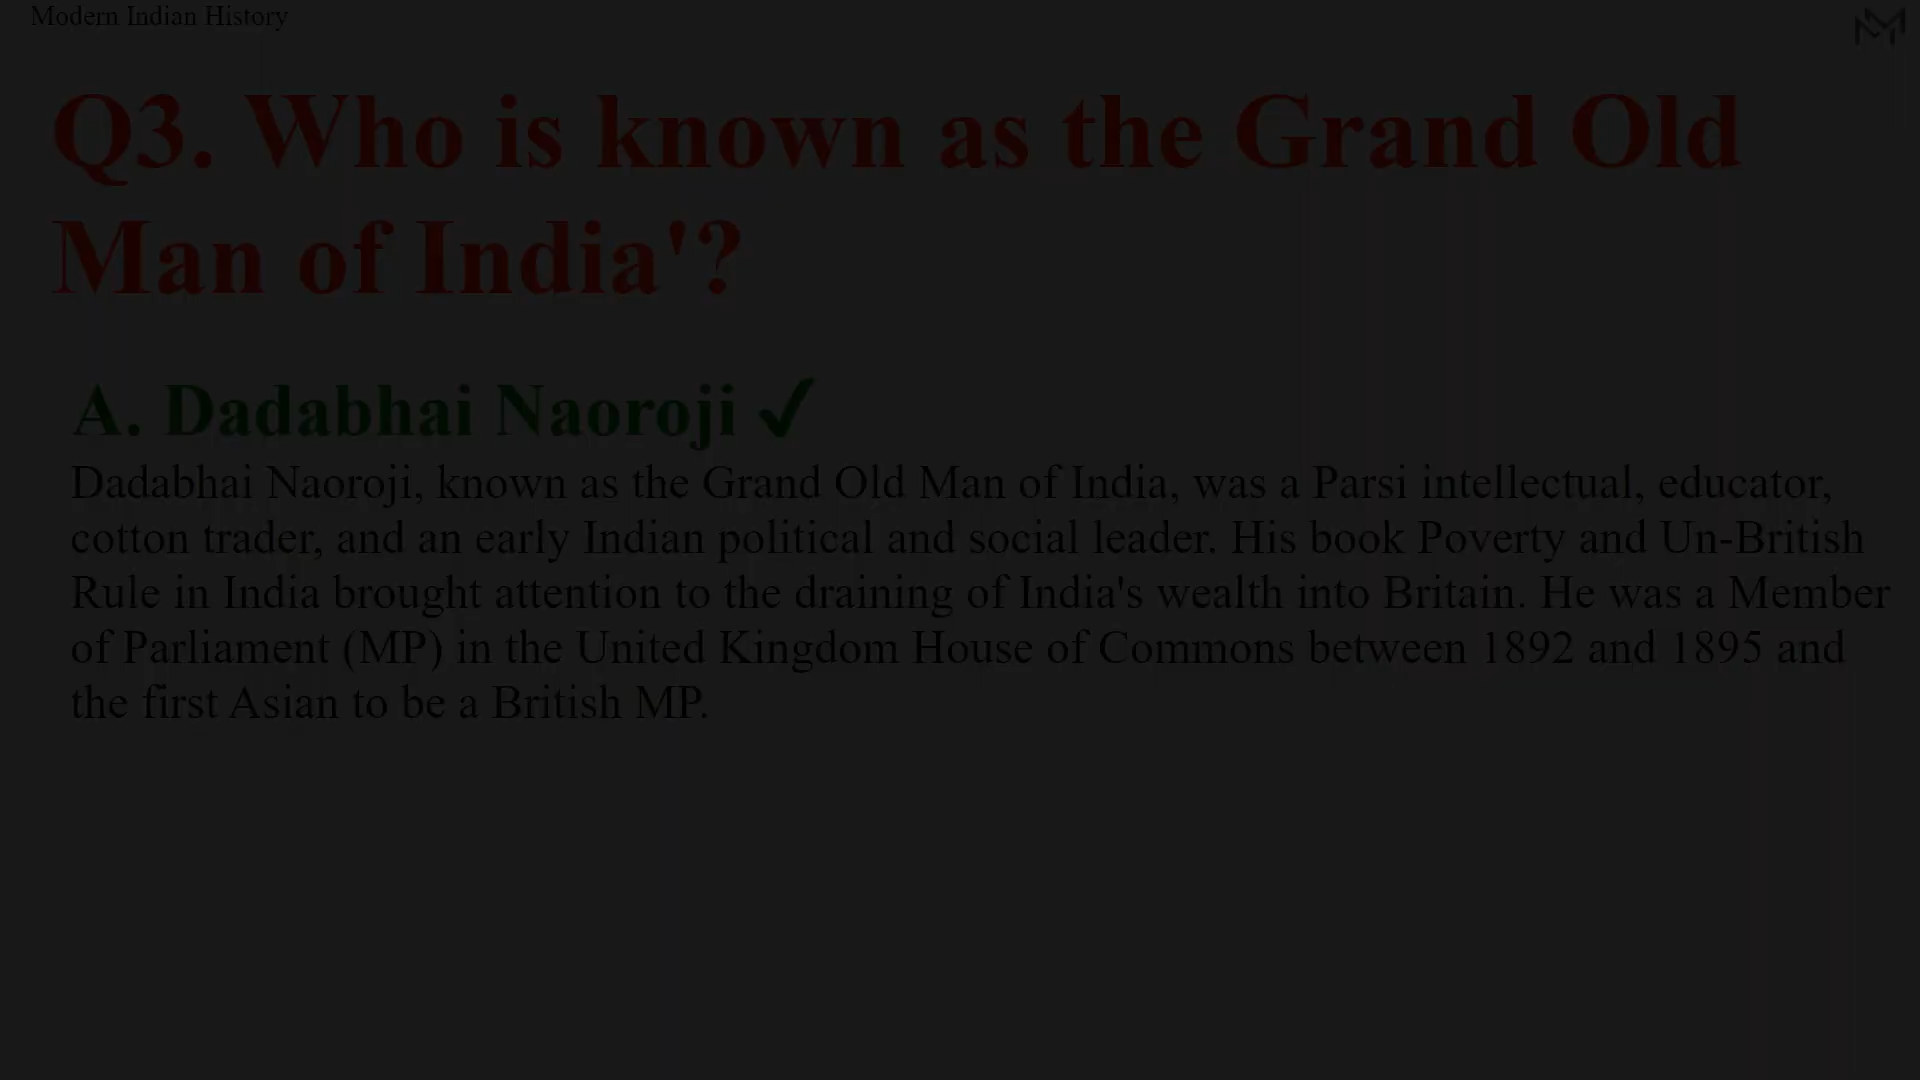 Modern Indian History
Q3. Who is known as the Grand Old
Man of India'?
A. Dadabhai Naoroji ✓
Dadabhai Naoroji, known as the Grand Old Man of India, was a Parsi intellectual, educator,
cotton trader, and an early Indian political and social leader. His book Poverty and Un-British
Rule in India brought attention to the draining of India's wealth into Britain. He was a Member
of Parliament (MP) in the United Kingdom House of Commons between 1892 and 1895 and
the first Asian to be a British MP.